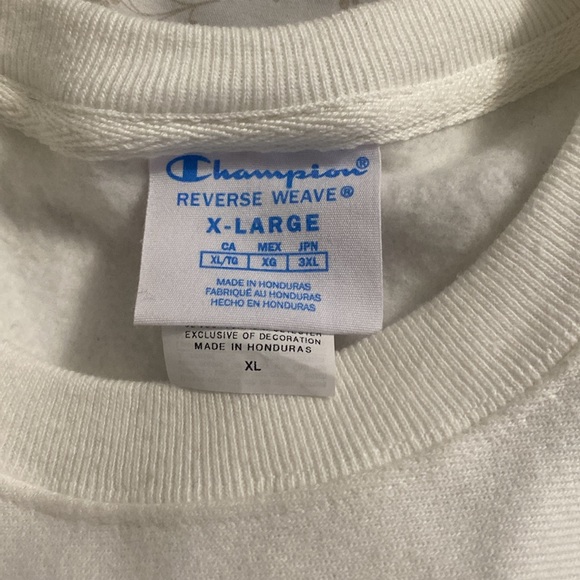 Champion®
REVERSE WEAVE®
X-LARGE
CA MEX JPN
XL/TG XG 3XL
MADE IN HONDURAS
FABRIQUÉ AU HONDURAS
HECHO EN HONDURAS
EXCLUSIVE OF DECORATION
MADE IN HONDURAS
XL